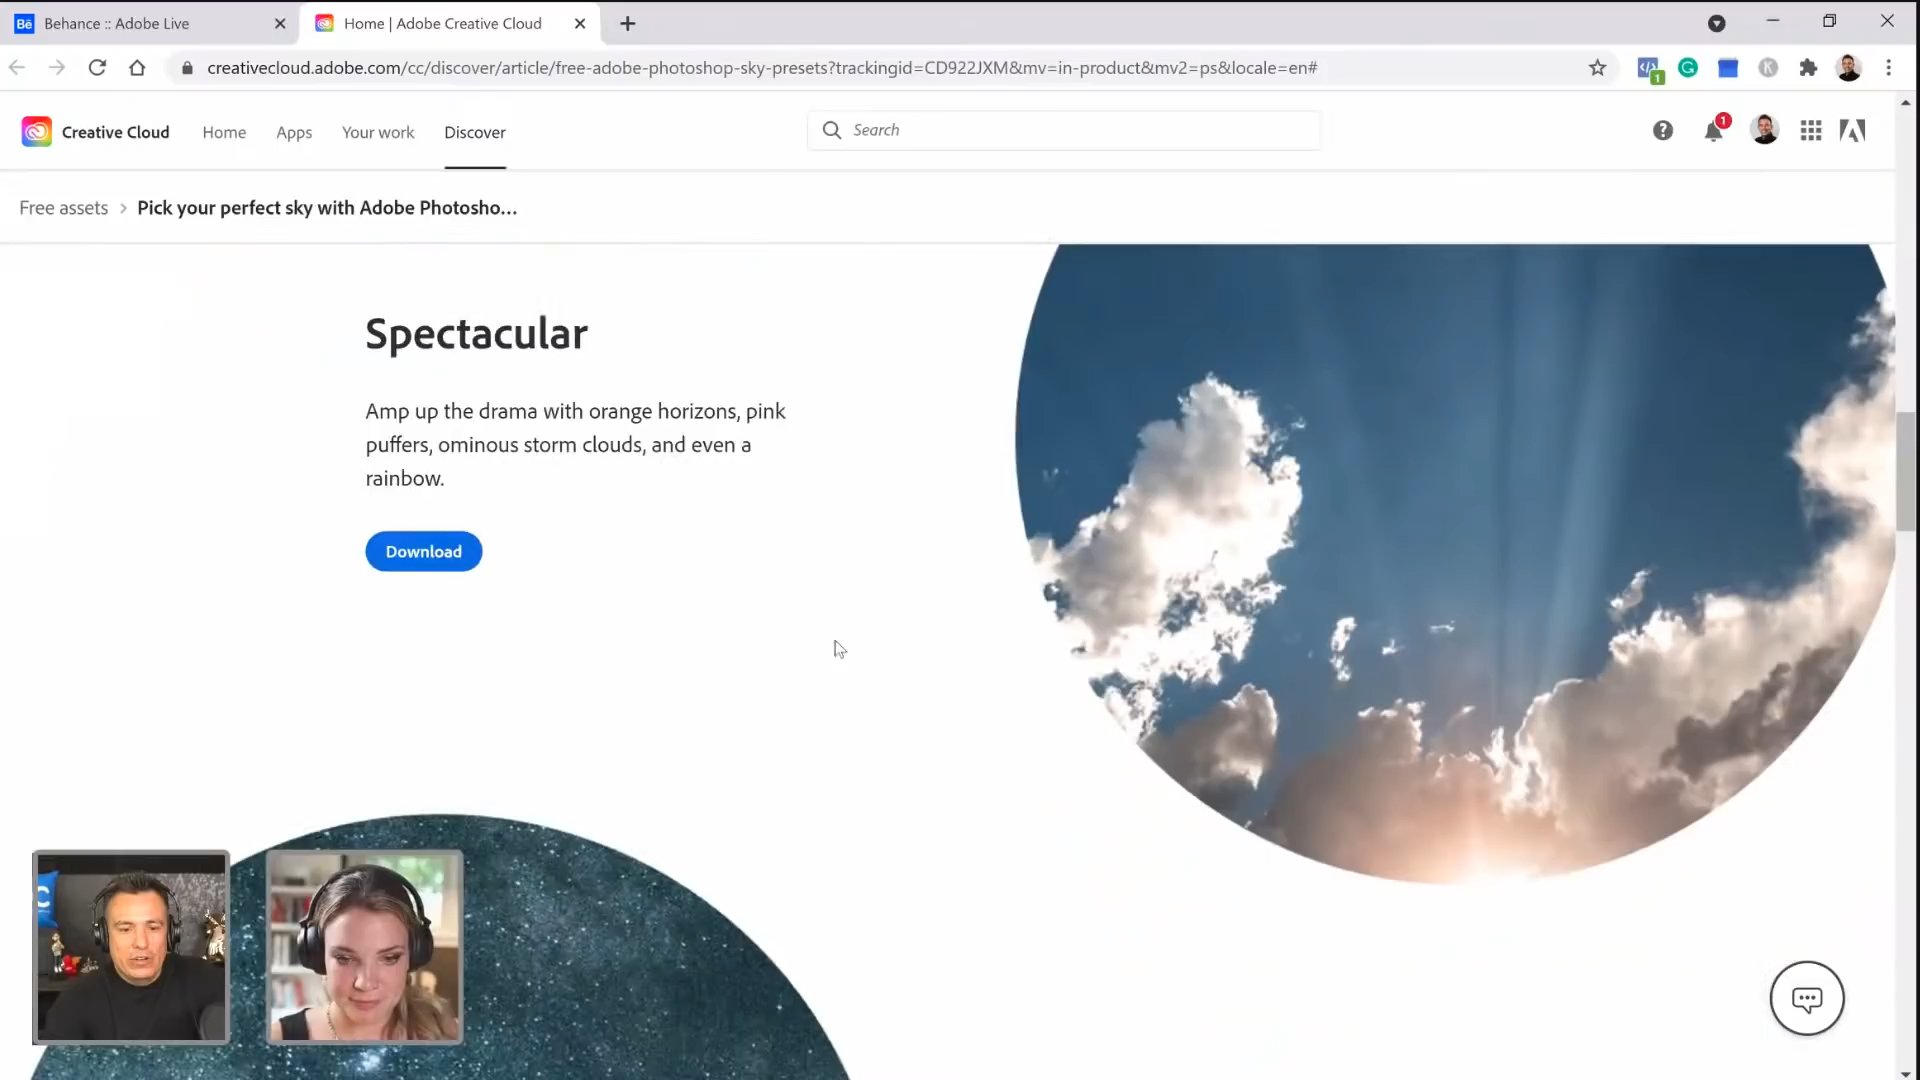 Bē Behance :: Adobe Live
Home | Adobe Creative Cloud
creativecloud.adobe.com/cc/discover/article/free-adobe-photoshop-sky-presets?trackingid=CD922JXM&mv=in-product&mv2=ps&locale=en#
1
Creative Cloud Home Apps Your work Discover
Search
1
Free assets > Pick your perfect sky with Adobe Photosho...
Spectacular
Amp up the drama with orange horizons, pink
puffers, ominous storm clouds, and even a
rainbow.
Download